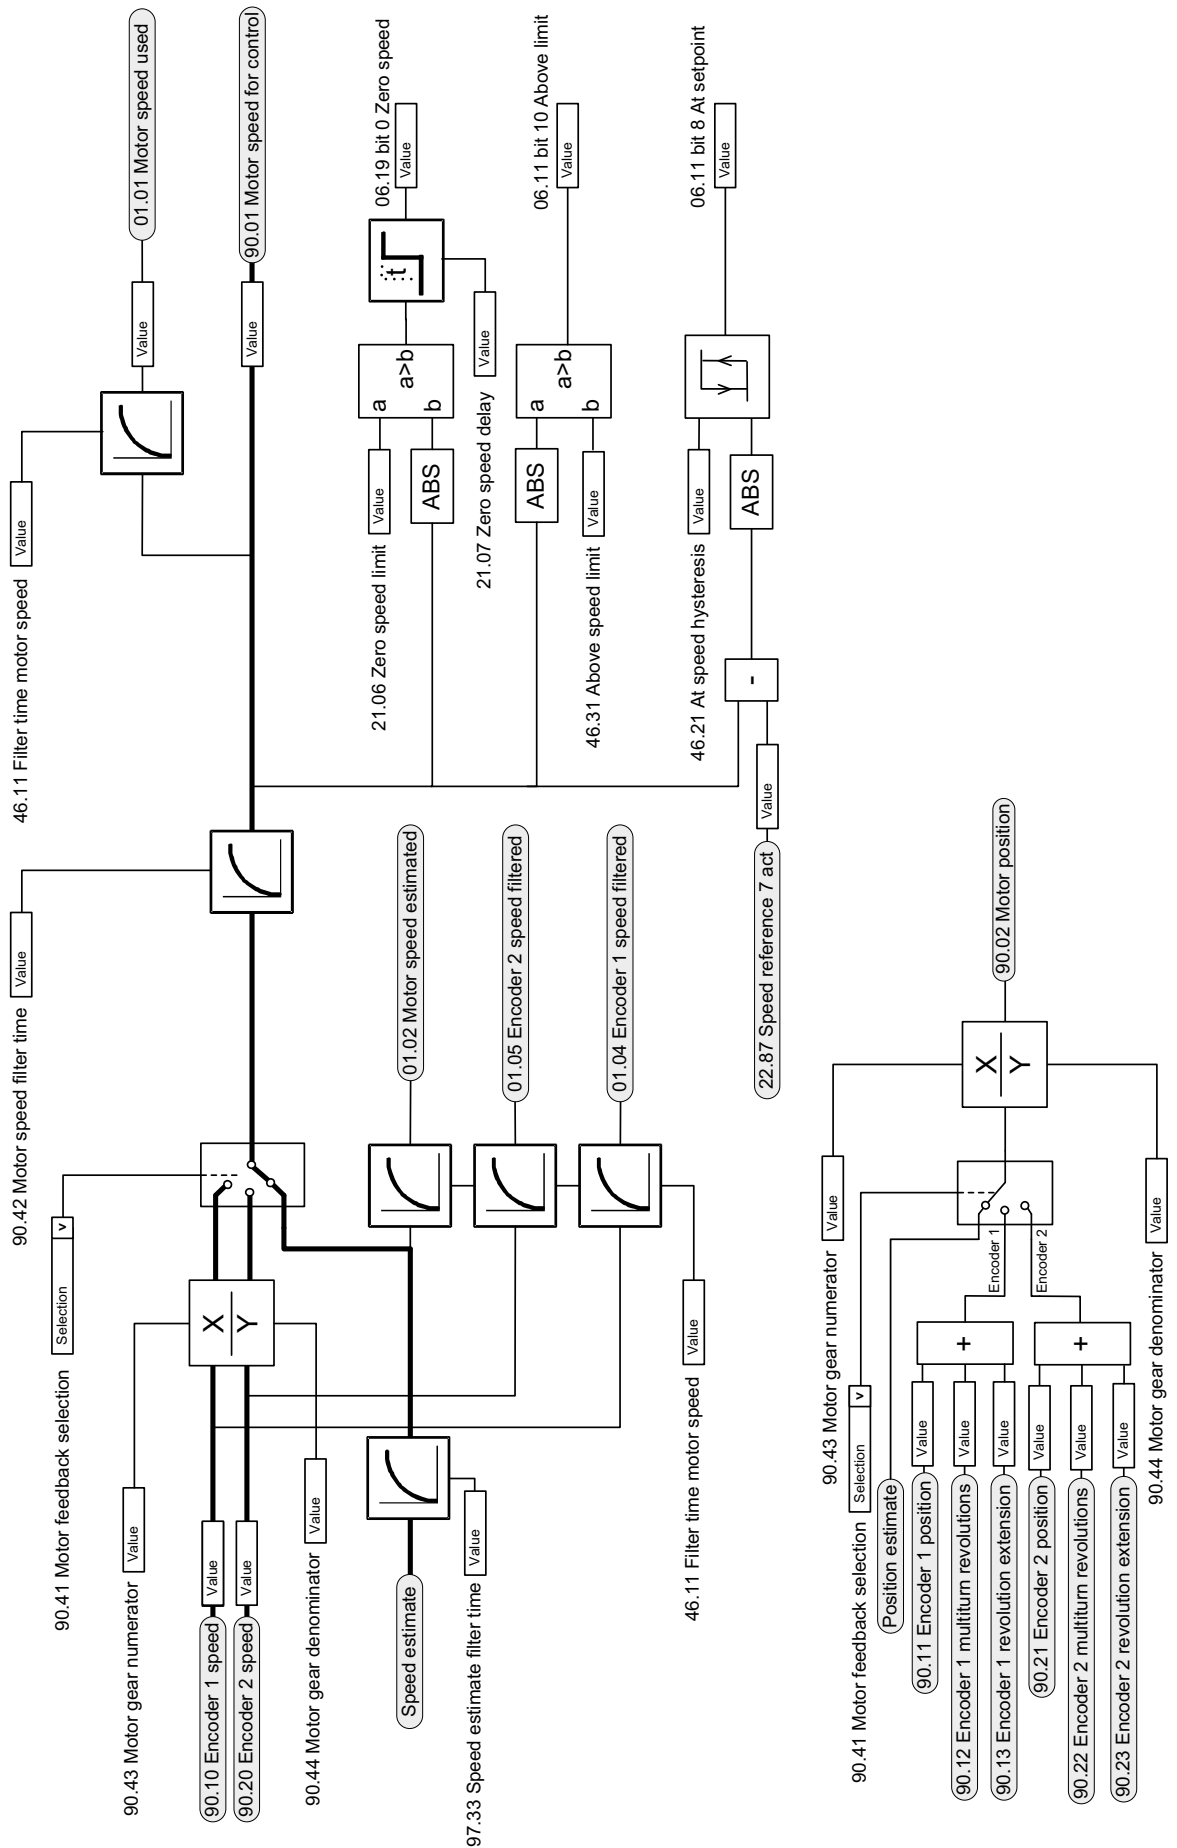 90.43 Motor gear numerator
Value
90.10 Encoder 1 speed
Value
90.20 Encoder 2 speed
Value
90.44 Motor gear denominator
Value
X
Y
90.41 Motor feedback selection
Selection
v
90.42 Motor speed filter time
Value
46.11 Filter time motor speed
Value
Value
01.01 Motor speed used
Value
90.01 Motor speed for control
Speed estimate
97.33 Speed estimate filter time
Value
46.11 Filter time motor speed
Value
01.02 Motor speed estimated
01.05 Encoder 2 speed filtered
01.04 Encoder 1 speed filtered
21.06 Zero speed limit
Value
ABS
a
b
a>b
t
21.07 Zero speed delay
Value
06.19 bit 0 Zero speed
Value
ABS
46.31 Above speed limit
Value
a
b
a>b
06.11 bit 10 Above limit
Value
46.21 At speed hysteresis
Value
ABS
-
22.87 Speed reference 7 act
Value
06.11 bit 8 At setpoint
Value
90.43 Motor gear numerator
Value
90.41 Motor feedback selection
Selection
v
Position estimate
90.11 Encoder 1 position
Value
90.12 Encoder 1 multiturn revolutions
Value
90.13 Encoder 1 revolution extension
Value
+
Encoder 1
90.21 Encoder 2 position
Value
90.22 Encoder 2 multiturn revolutions
Value
90.23 Encoder 2 revolution extension
Value
+
Encoder 2
90.44 Motor gear denominator
Value
X
Y
90.02 Motor position